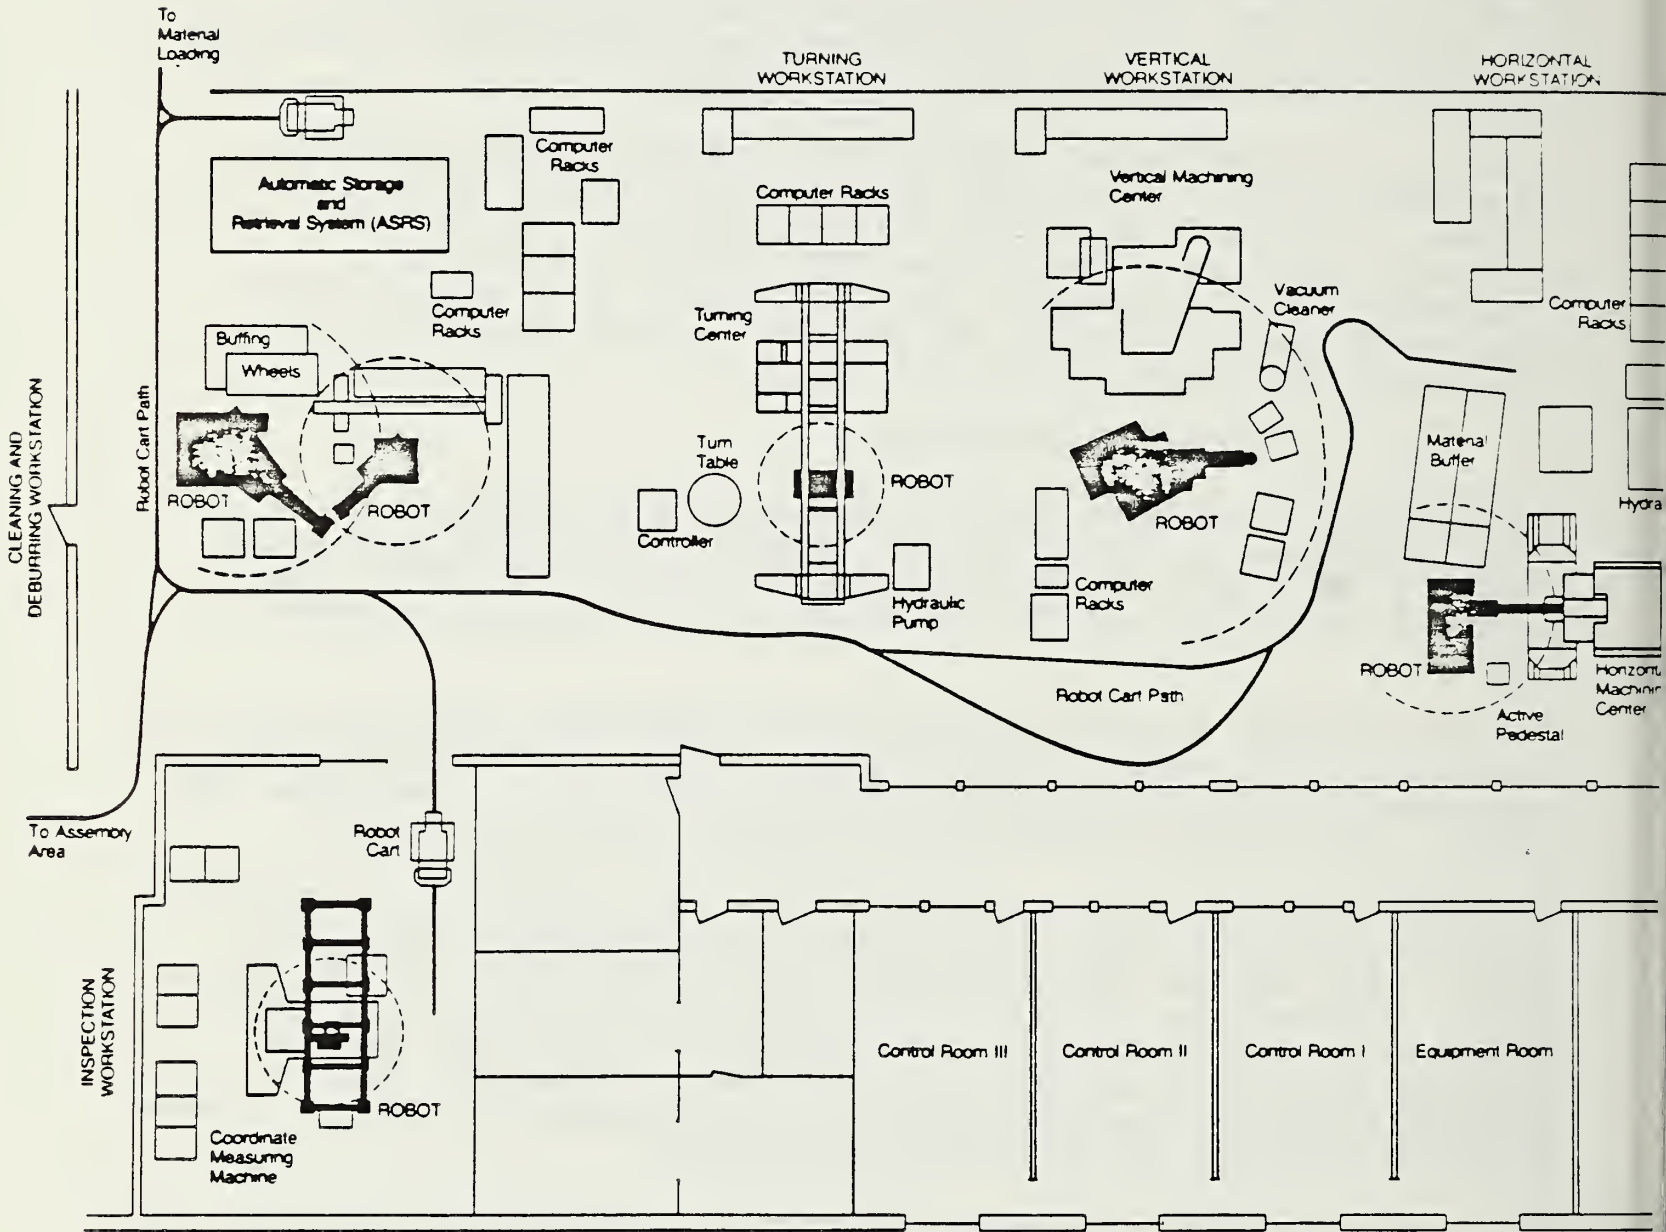 To
Material
Loading
TURNING
WORKSTATION
VERTICAL
WORKSTATION
HORIZONTAL
WORKSTATION
Automatic Storage
and
Retrieval System (ASRS)
Computer
Racks
Computer Racks
Vertical Machining
Center
Computer
Racks
Turning
Center
Vacuum
Cleaner
Computer
Racks
Buffing
Wheels
CLEANING AND
DEBURRING WORKSTATION
Robot Cart Path
ROBOT
ROBOT
Turn
Table
ROBOT
Controller
Hydraulic
Pump
ROBOT
Computer
Racks
Material
Buffer
Hydra
ROBOT
Active
Pedestal
Horizont
Machinin
Center
Robot Cart Path
To Assembly
Area
Robot
Cart
INSPECTION
WORKSTATION
ROBOT
Coordinate
Measuring
Machine
Control Room III
Control Room II
Control Room I
Equipment Room